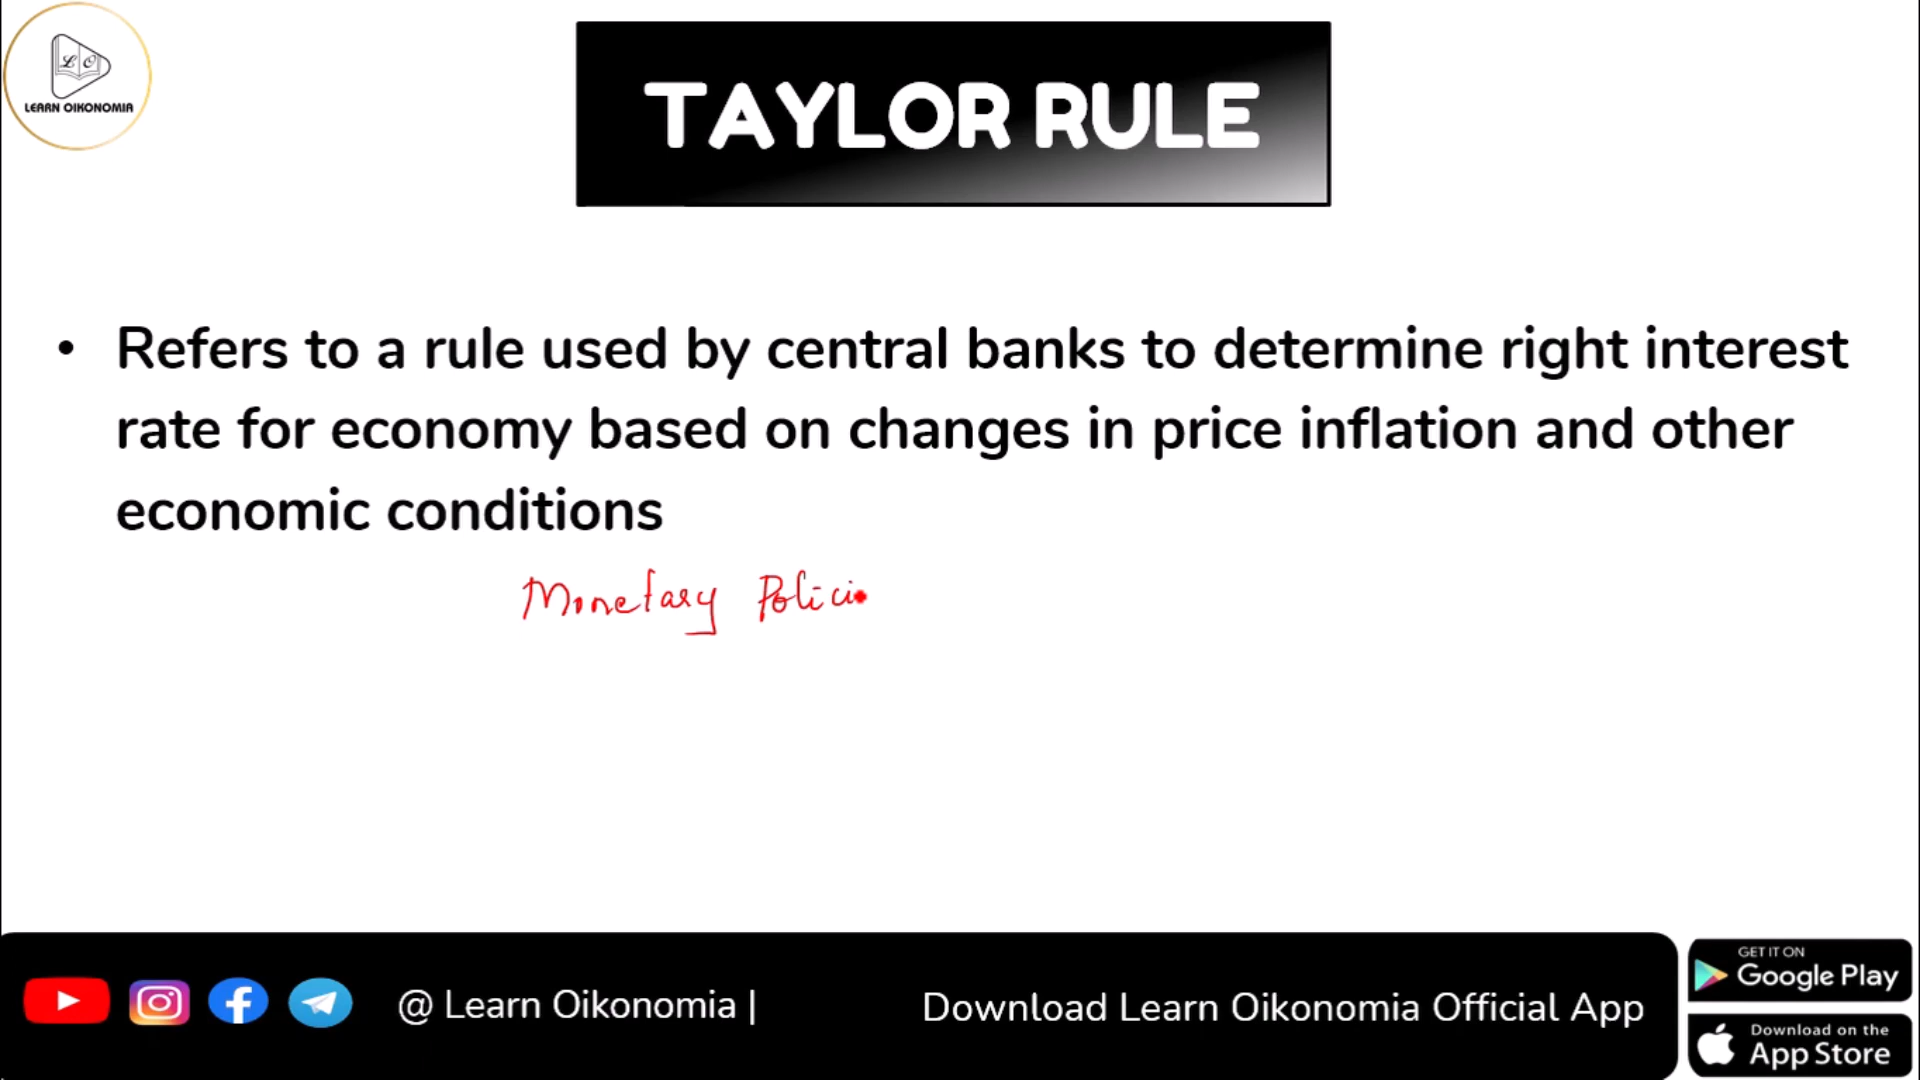 LO
LEARN OIKONOMIA
TAYLOR RULE
• Refers to a rule used by central banks to determine right interest
rate for economy based on changes in price inflation and other
economic conditions
Monetary Polici
@ Learn Oikonomia |
Download Learn Oikonomia Official App
GET IT ON
Google Play
Download on the
App Store